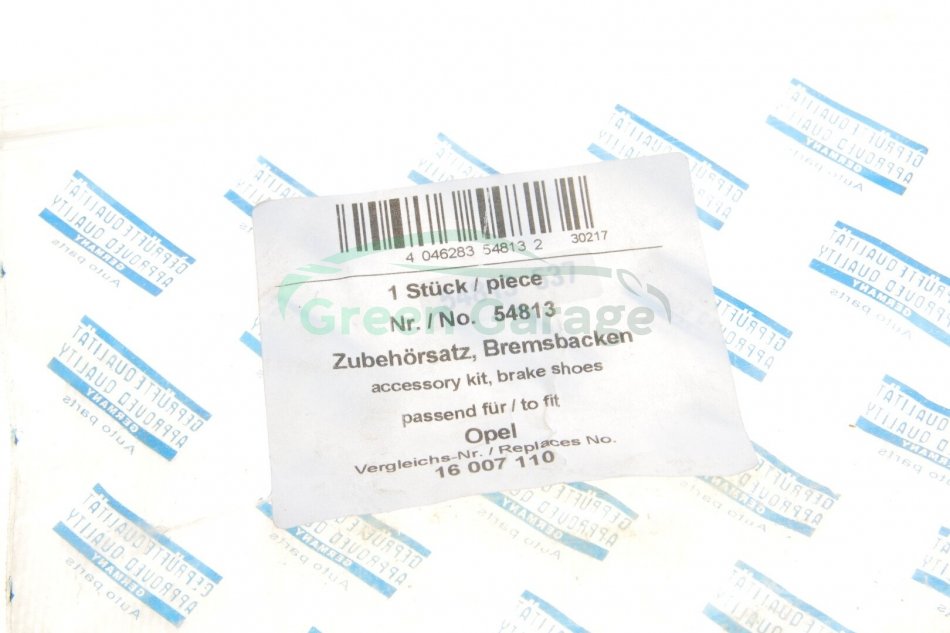 4 046283 54813 2 30217
1 Stück / piece
Nr. / No. 54813
Green Garage
Zubehörsatz, Bremsbacken
accessory kit, brake shoes
passend für / to fit
Opel
Vergleichs-Nr. / Replaces No.
16 007 110
GEPRÜFTE QUALITÄT
APPROVED QUALITY
GERMANY
Auto parts